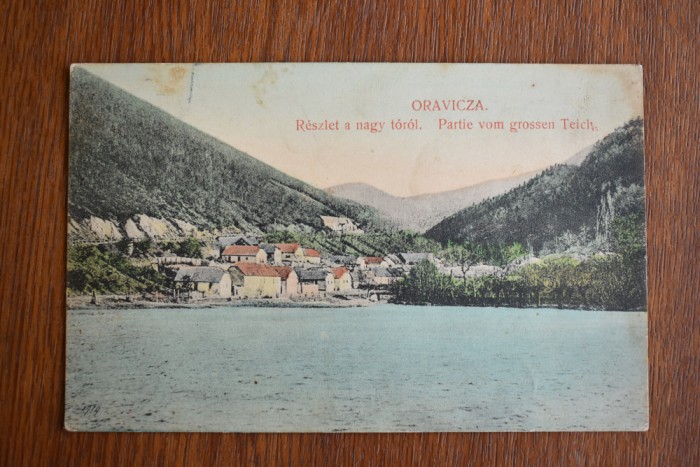 ORAVICZA.
Részlet a nagy tóról. Partie vom grossen Teich.